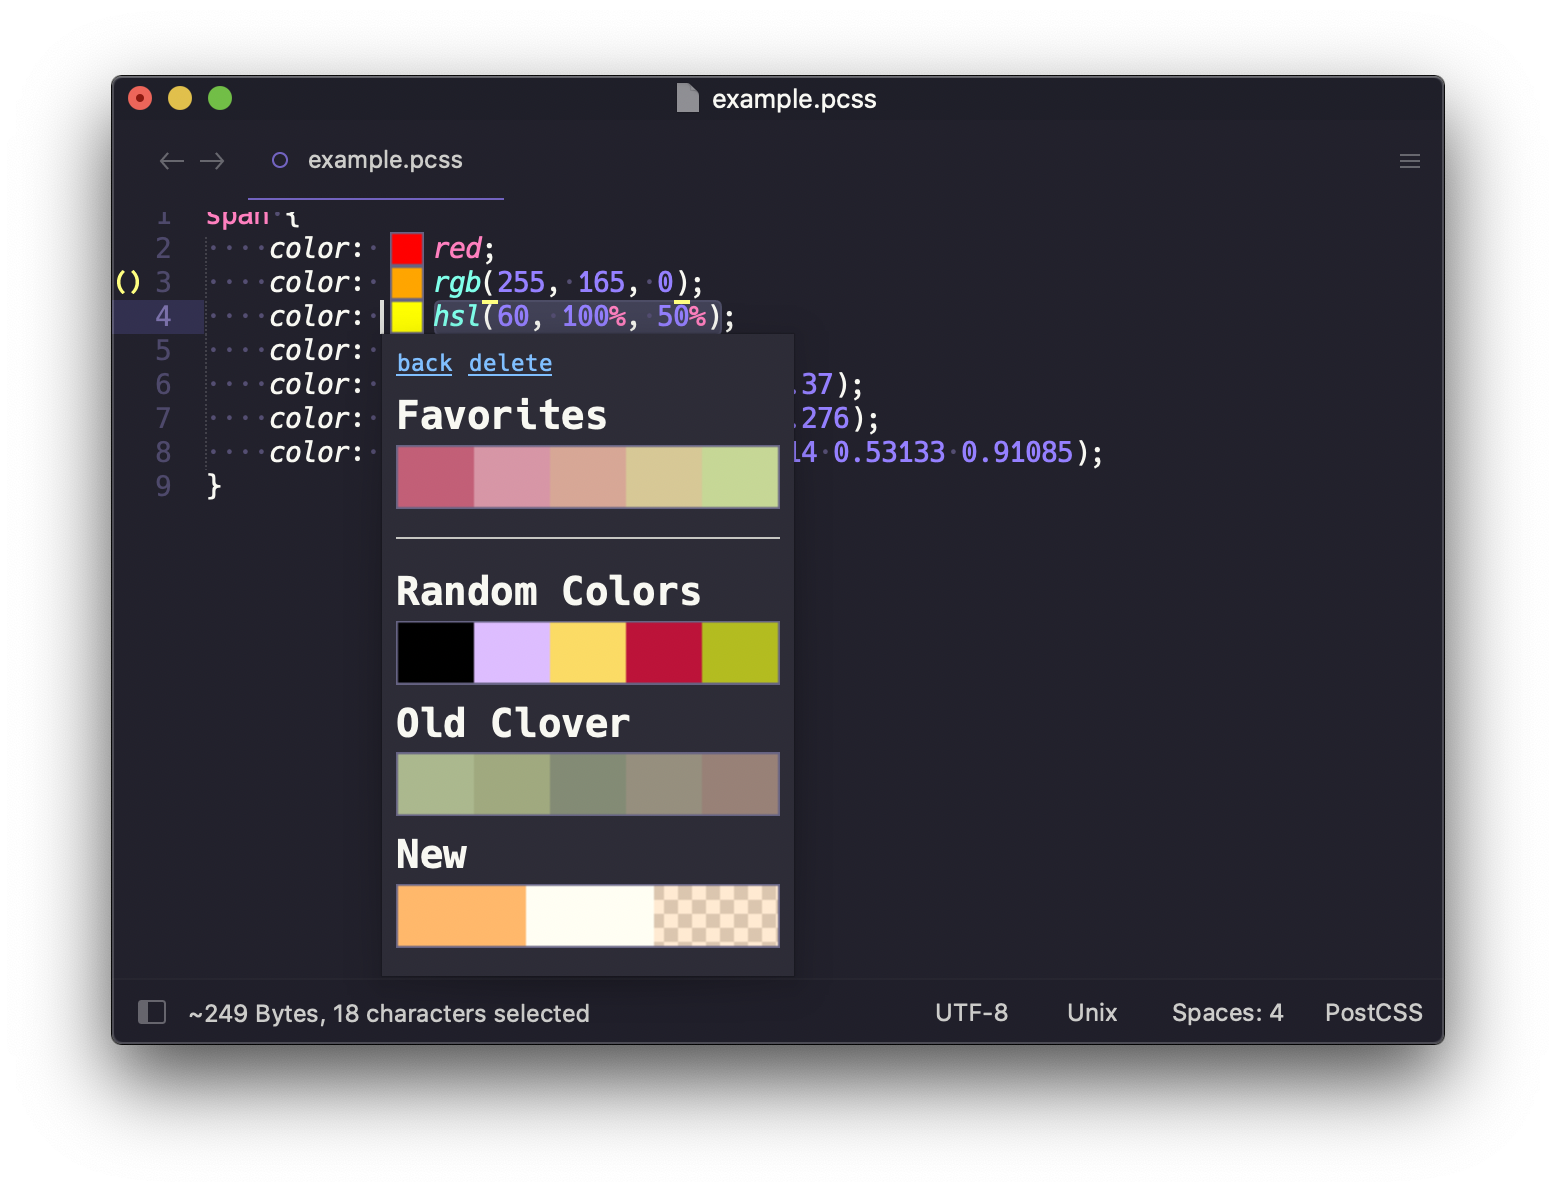 example.pcss
example.pcss
1 span {
2 color: red;
() 3 color: rgb(255, 165, 0);
4 color: hsl(60, 100%, 50%);
5 color:
6 color: .37);
7 color: .276);
8 color: 14 0.53133 0.91085);
9 }
back delete
Favorites
Random Colors
Old Clover
New
~249 Bytes, 18 characters selected UTF-8 Unix Spaces: 4 PostCSS